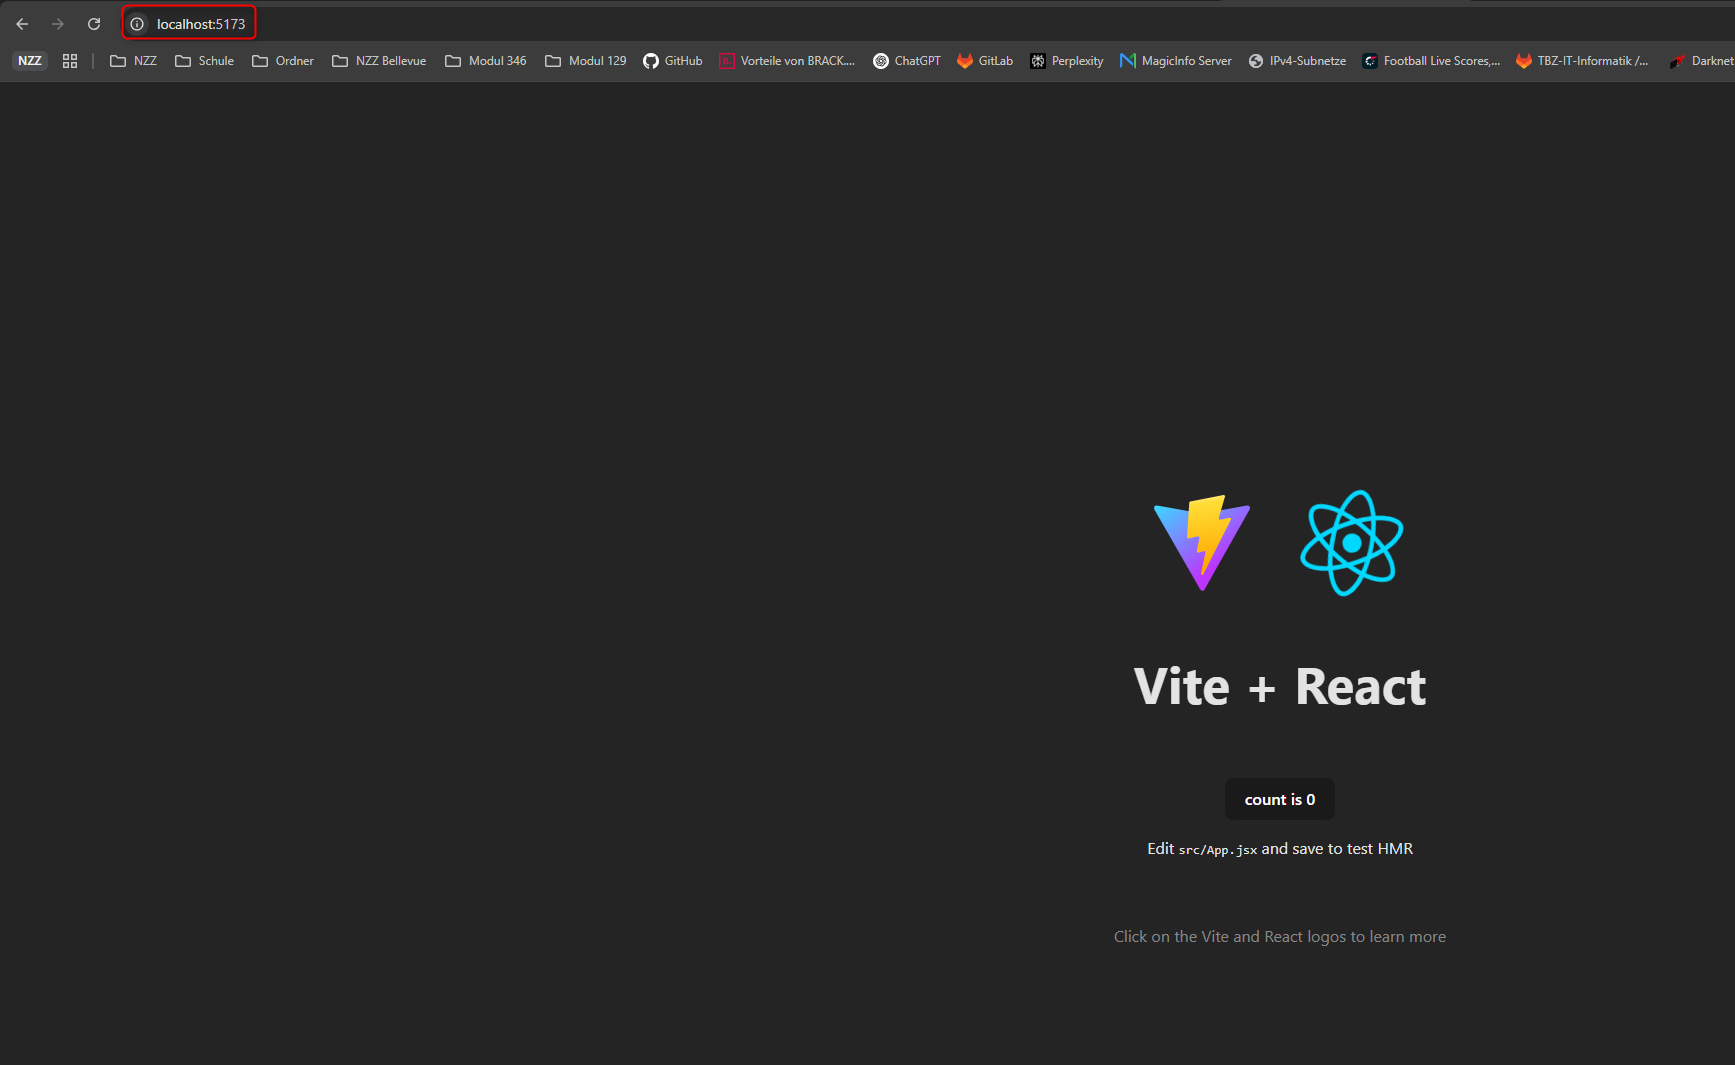 localhost:5173
NZZ NZZ Schule Ordner NZZ Bellevue Modul 346 Modul 129 GitHub Vorteile von BRACK.... ChatGPT GitLab Perplexity MagicInfo Server IPv4-Subnetze Football Live Scores,... TBZ-IT-Informatik /... Darknet
Vite + React
count is 0
Edit src/App.jsx and save to test HMR
Click on the Vite and React logos to learn more